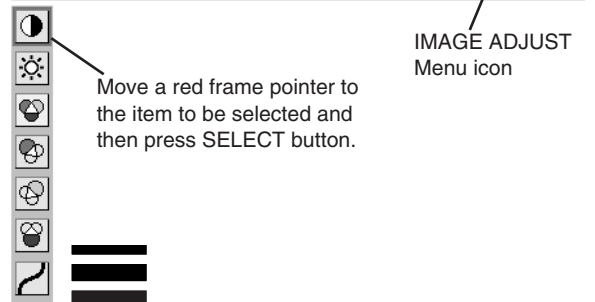 IMAGE ADJUST
Menu icon
Move a red frame pointer to
the item to be selected and
then press SELECT button.